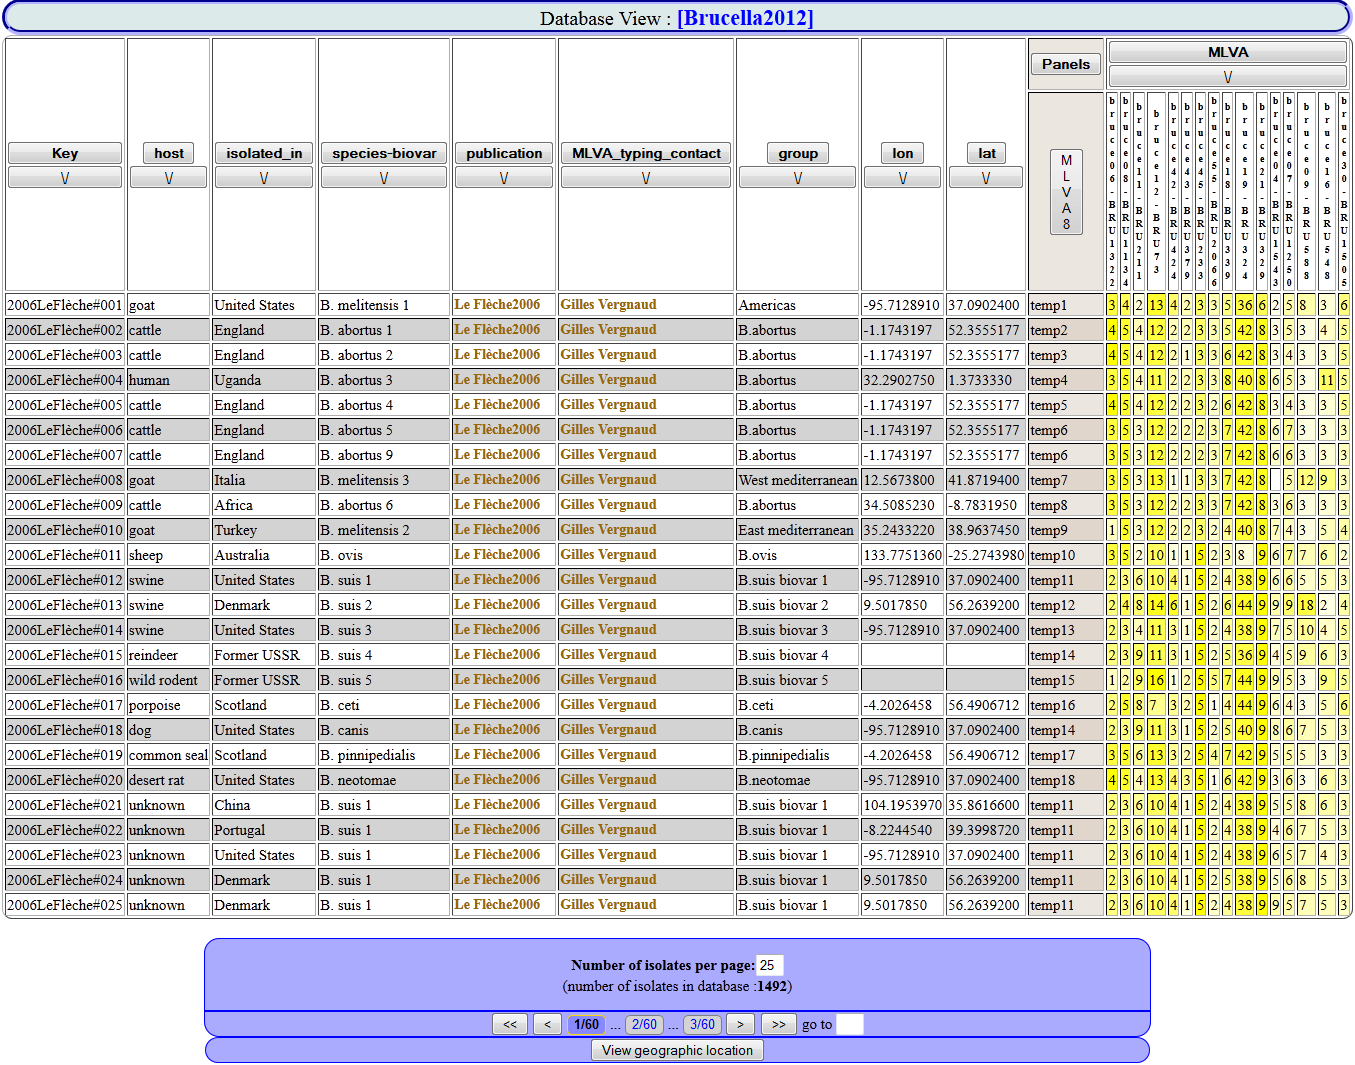 Database View : [Brucella2012]
Key host isolated_in species-biovar publication MLVA_typing_contact group lon lat Panels MLVA
\/ \/ \/ \/ \/ \/ \/ \/ \/ MLVA8 \/
bruce06-BRU1322 bruce08-BRU1134 bruce11-BRU211 bruce12-BRU73 bruce42-BRU424 bruce43-BRU379 bruce45-BRU233 bruce55-BRU2066 bruce18-BRU339 bruce19-BRU324 bruce21-BRU329 bruce04-BRU1543 bruce07-BRU1250 bruce09-BRU588 bruce16-BRU548 bruce30-BRU1505
2006LeFlèche#001 goat United States B. melitensis 1 Le Flèche2006 Gilles Vergnaud Americas -95.7128910 37.0902400 temp1 3 4 2 13 4 2 3 3 5 36 6 2 5 8 3 6
2006LeFlèche#002 cattle England B. abortus 1 Le Flèche2006 Gilles Vergnaud B.abortus -1.1743197 52.3555177 temp2 4 5 4 12 2 2 3 3 5 42 8 3 5 3 4 5
2006LeFlèche#003 cattle England B. abortus 2 Le Flèche2006 Gilles Vergnaud B.abortus -1.1743197 52.3555177 temp3 4 5 4 12 2 1 3 3 6 42 8 3 4 3 3 5
2006LeFlèche#004 human Uganda B. abortus 3 Le Flèche2006 Gilles Vergnaud B.abortus 32.2902750 1.3733330 temp4 3 5 4 11 2 2 3 3 8 40 8 6 5 3 11 5
2006LeFlèche#005 cattle England B. abortus 4 Le Flèche2006 Gilles Vergnaud B.abortus -1.1743197 52.3555177 temp5 4 5 4 12 2 2 3 2 6 42 8 3 4 3 3 5
2006LeFlèche#006 cattle England B. abortus 5 Le Flèche2006 Gilles Vergnaud B.abortus -1.1743197 52.3555177 temp6 3 5 3 12 2 2 2 3 7 42 8 6 7 3 3 3
2006LeFlèche#007 cattle England B. abortus 9 Le Flèche2006 Gilles Vergnaud B.abortus -1.1743197 52.3555177 temp6 3 5 3 12 2 2 2 3 7 42 8 6 6 3 3 3
2006LeFlèche#008 goat Italia B. melitensis 3 Le Flèche2006 Gilles Vergnaud West mediterranean 12.5673800 41.8719400 temp7 3 5 3 13 1 1 3 3 7 42 8 5 12 9 3
2006LeFlèche#009 cattle Africa B. abortus 6 Le Flèche2006 Gilles Vergnaud B.abortus 34.5085230 -8.7831950 temp8 3 5 3 12 2 2 3 2 4 42 8 3 6 3 3 3
2006LeFlèche#010 goat Turkey B. melitensis 2 Le Flèche2006 Gilles Vergnaud East mediterranean 35.2433220 38.9637450 temp9 1 5 3 12 2 2 3 2 4 40 8 7 4 3 5 4
2006LeFlèche#011 sheep Australia B. ovis Le Flèche2006 Gilles Vergnaud B.ovis 133.7751360 -25.2743980 temp10 3 5 2 10 1 1 5 2 3 8 9 6 7 7 6 2
2006LeFlèche#012 swine United States B. suis 1 Le Flèche2006 Gilles Vergnaud B.suis biovar 1 -95.7128910 37.0902400 temp11 2 3 6 10 4 1 5 2 4 38 9 6 6 5 5 3
2006LeFlèche#013 swine Denmark B. suis 2 Le Flèche2006 Gilles Vergnaud B.suis biovar 2 9.5017850 56.2639200 temp12 2 4 8 14 6 1 5 2 6 44 9 9 9 18 2 4
2006LeFlèche#014 swine United States B. suis 3 Le Flèche2006 Gilles Vergnaud B.suis biovar 3 -95.7128910 37.0902400 temp13 2 3 4 11 3 1 5 2 4 38 9 7 5 10 4 5
2006LeFlèche#015 reindeer Former USSR B. suis 4 Le Flèche2006 Gilles Vergnaud B.suis biovar 4 temp14 2 3 9 11 3 1 5 2 5 36 9 4 5 9 6 3
2006LeFlèche#016 wild rodent Former USSR B. suis 5 Le Flèche2006 Gilles Vergnaud B.suis biovar 5 temp15 1 2 9 16 1 2 5 5 7 44 9 9 5 3 9 5
2006LeFlèche#017 porpoise Scotland B. ceti Le Flèche2006 Gilles Vergnaud B.ceti -4.2026458 56.4906712 temp16 2 5 8 7 3 2 5 1 4 44 9 6 4 3 5 6
2006LeFlèche#018 dog United States B. canis Le Flèche2006 Gilles Vergnaud B.canis -95.7128910 37.0902400 temp14 2 3 9 11 3 1 5 2 5 40 9 8 6 7 5 3
2006LeFlèche#019 common seal Scotland B. pinnipedialis Le Flèche2006 Gilles Vergnaud B.pinnipedialis -4.2026458 56.4906712 temp17 3 5 6 13 3 2 5 4 7 42 9 5 5 5 3 3
2006LeFlèche#020 desert rat United States B. neotomae Le Flèche2006 Gilles Vergnaud B.neotomae -95.7128910 37.0902400 temp18 4 5 4 13 4 3 5 1 6 42 9 3 6 3 6 3
2006LeFlèche#021 unknown China B. suis 1 Le Flèche2006 Gilles Vergnaud B.suis biovar 1 104.1953970 35.8616600 temp11 2 3 6 10 4 1 5 2 4 38 9 5 5 8 6 3
2006LeFlèche#022 unknown Portugal B. suis 1 Le Flèche2006 Gilles Vergnaud B.suis biovar 1 -8.2244540 39.3998720 temp11 2 3 6 10 4 1 5 2 4 38 9 4 6 7 5 3
2006LeFlèche#023 unknown United States B. suis 1 Le Flèche2006 Gilles Vergnaud B.suis biovar 1 -95.7128910 37.0902400 temp11 2 3 6 10 4 1 5 2 4 38 9 6 5 7 4 3
2006LeFlèche#024 unknown Denmark B. suis 1 Le Flèche2006 Gilles Vergnaud B.suis biovar 1 9.5017850 56.2639200 temp11 2 3 6 10 4 1 5 2 5 38 9 5 6 8 5 3
2006LeFlèche#025 unknown Denmark B. suis 1 Le Flèche2006 Gilles Vergnaud B.suis biovar 1 9.5017850 56.2639200 temp11 2 3 6 10 4 1 5 2 4 38 9 9 5 7 5 3
Number of isolates per page: 25
(number of isolates in database :1492)
<< < 1/60 ... 2/60 ... 3/60 > >> go to
View geographic location